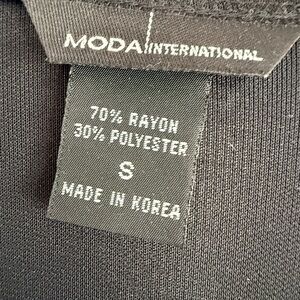 MODA INTERNATIONAL
70% RAYON
30% POLYESTER
S
MADE IN KOREA